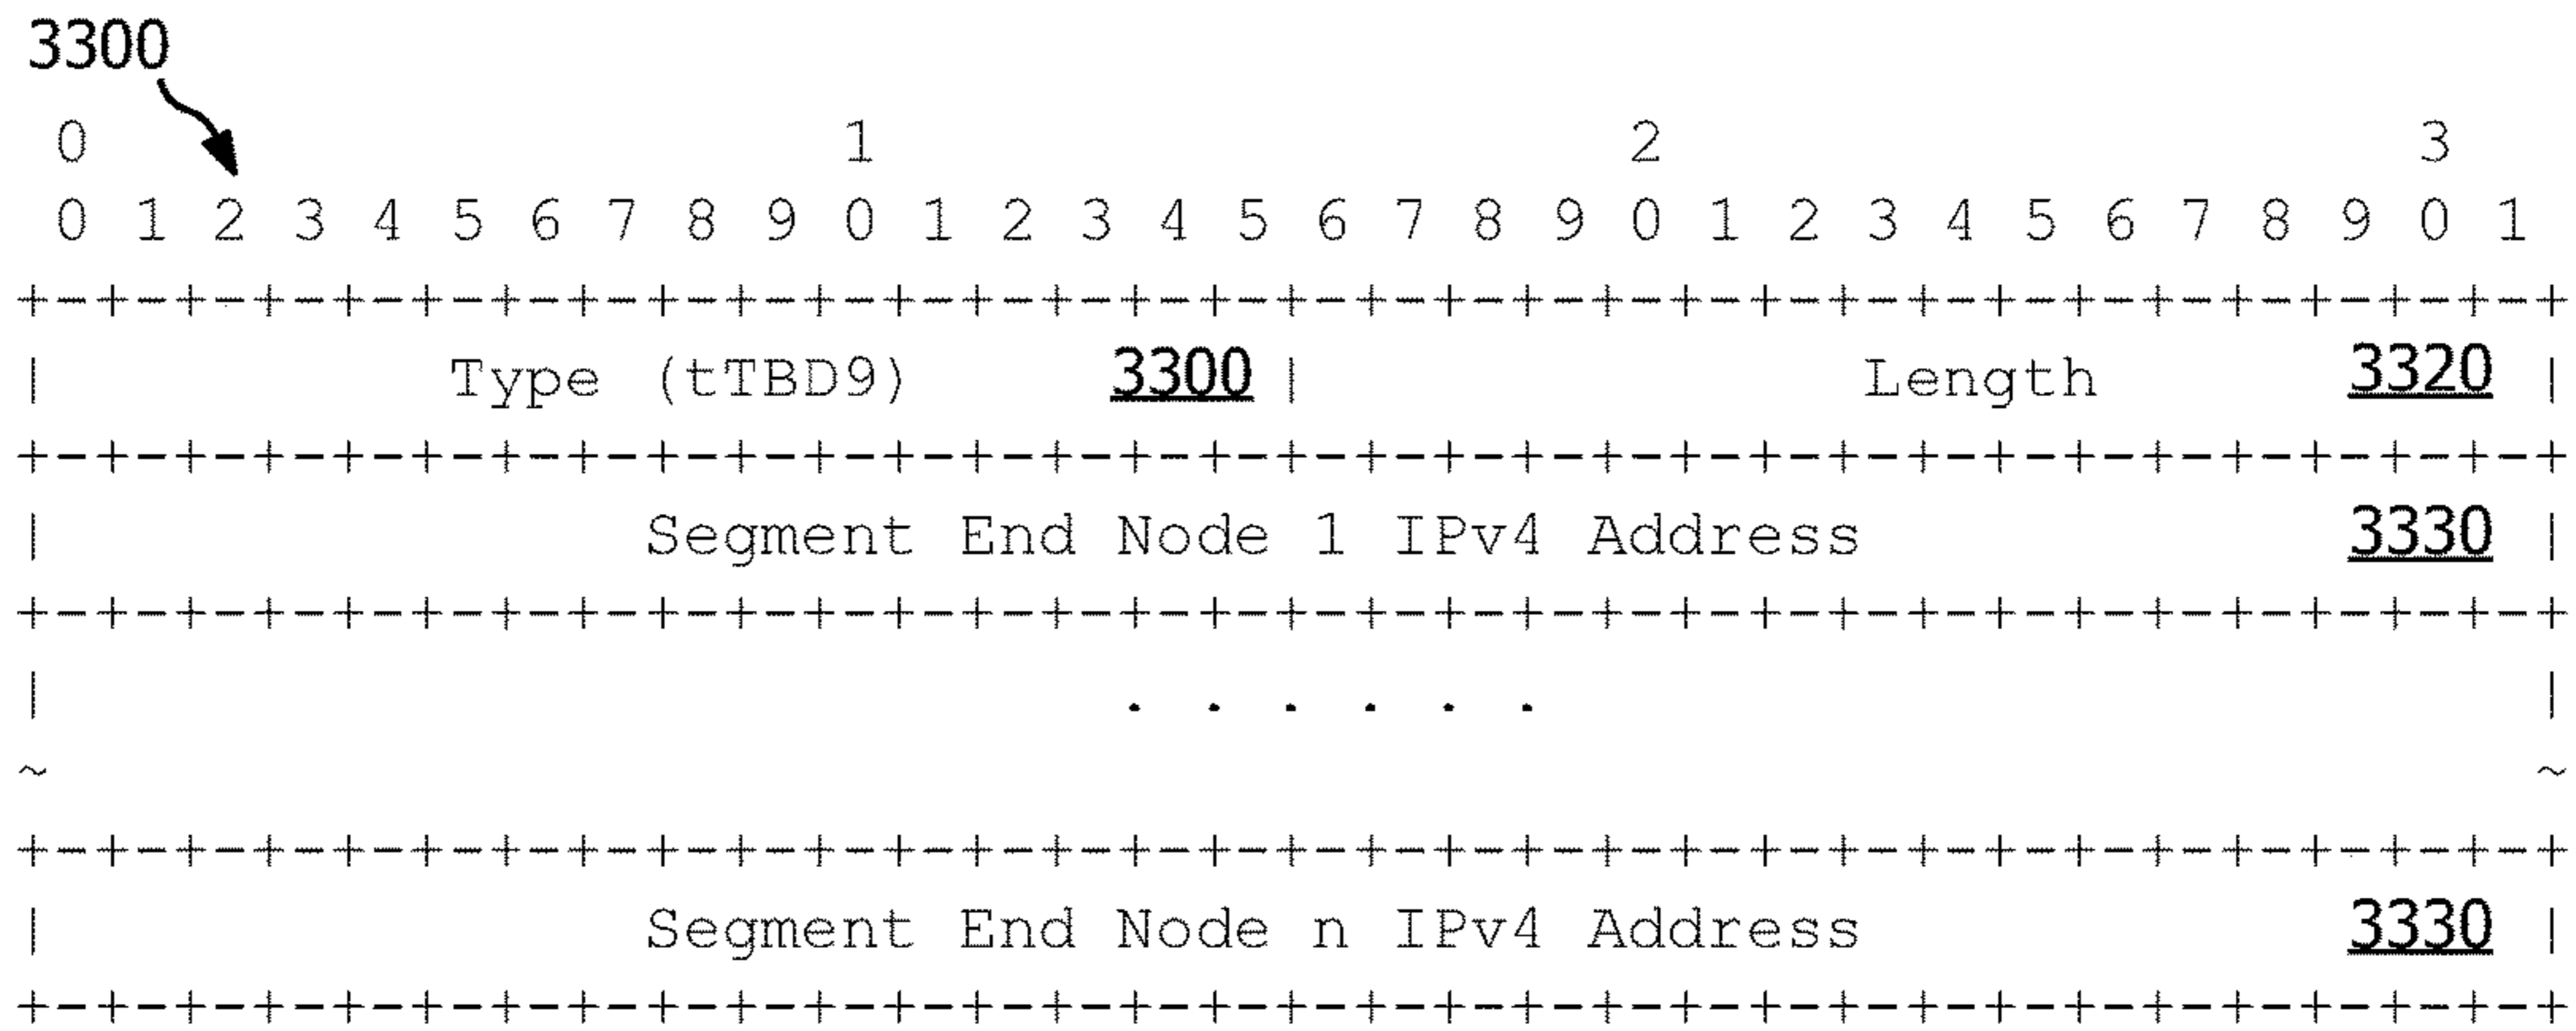 3300
0 1 2 3
0 1 2 3 4 5 6 7 8 9 0 1 2 3 4 5 6 7 8 9 0 1 2 3 4 5 6 7 8 9 0 1
+-+-+-+-+-+-+-+-+-+-+-+-+-+-+-+-+-+-+-+-+-+-+-+-+-+-+-+-+-+-+-+-+
| Type (tTBD9) 3300 | Length 3320 |
+-+-+-+-+-+-+-+-+-+-+-+-+-+-+-+-+-+-+-+-+-+-+-+-+-+-+-+-+-+-+-+-+
| Segment End Node 1 IPv4 Address 3330 |
+-+-+-+-+-+-+-+-+-+-+-+-+-+-+-+-+-+-+-+-+-+-+-+-+-+-+-+-+-+-+-+-+
| . . . . . . |
~ ~
+-+-+-+-+-+-+-+-+-+-+-+-+-+-+-+-+-+-+-+-+-+-+-+-+-+-+-+-+-+-+-+-+
| Segment End Node n IPv4 Address 3330 |
+-+-+-+-+-+-+-+-+-+-+-+-+-+-+-+-+-+-+-+-+-+-+-+-+-+-+-+-+-+-+-+-+